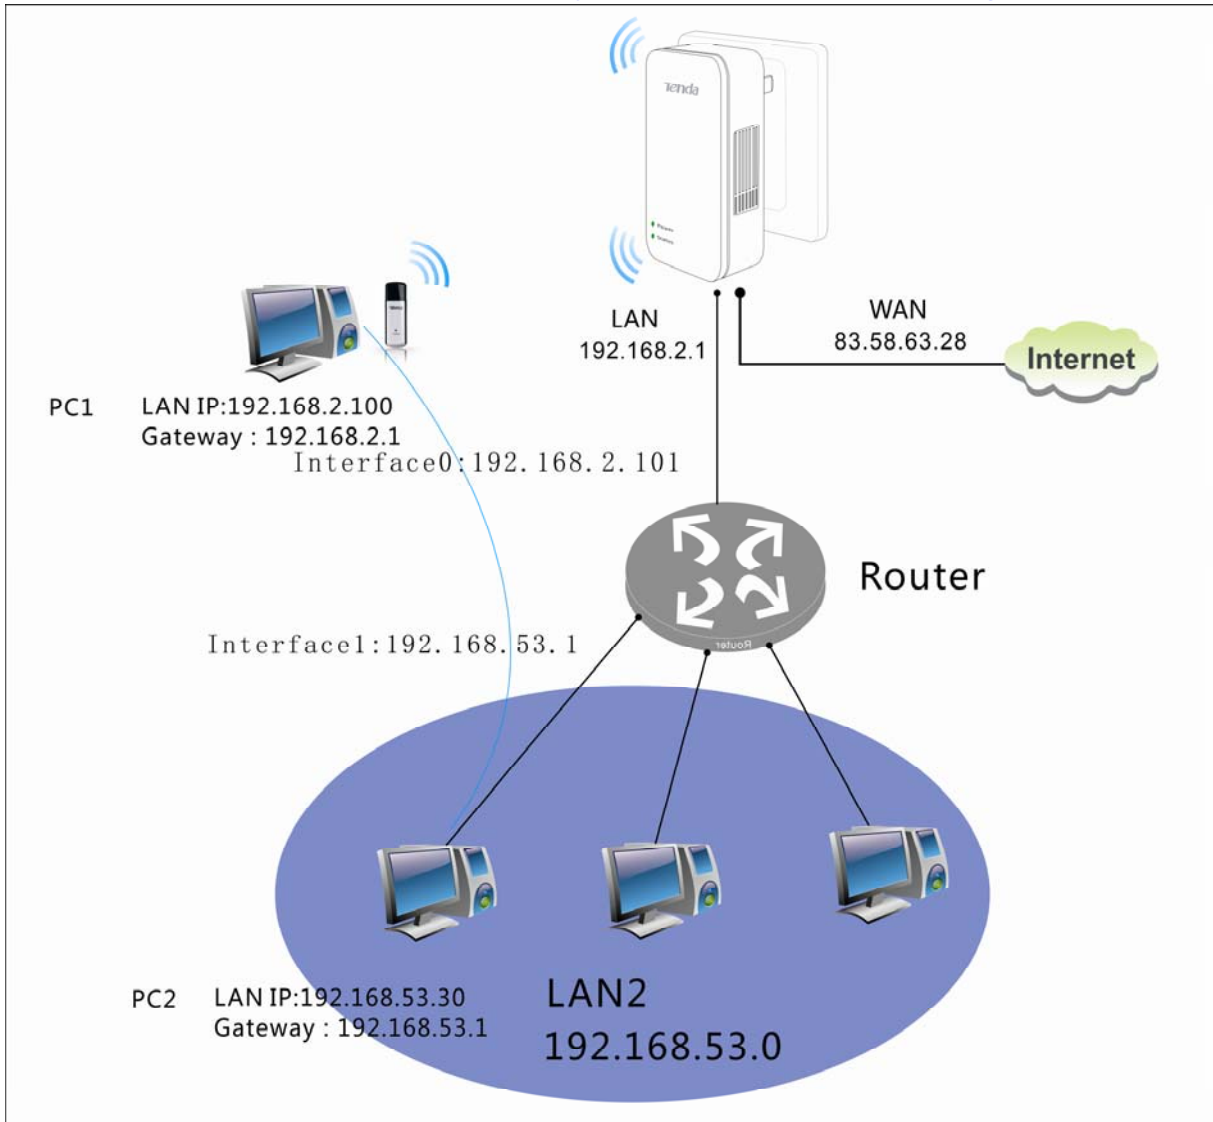 Tenda
Power
LAN
192.168.2.1
WAN
83.58.63.28
Internet
PC1
LAN IP:192.168.2.100
Gateway : 192.168.2.1
Interface0:192.168.2.101
Router
Router
Interface1:192.168.53.1
PC2
LAN IP:192.168.53.30
Gateway : 192.168.53.1
LAN2
192.168.53.0